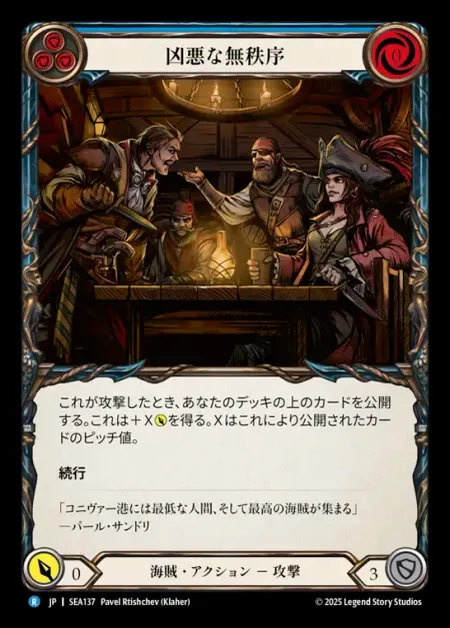 凶悪な無秩序
0
これが攻撃したとき、あなたのデッキの上のカードを公開
する。これは＋Xを得る。Xはこれにより公開されたカー
ドのピッチ値。
続行
「コニヴァー港には最低な人間、そして最高の海賊が集まる」
―パール・サンドリ
0
海賊・アクション − 攻撃
3
R JP | SEA137 Pavel Rtishchev (Klaher)
© 2025 Legend Story Studios